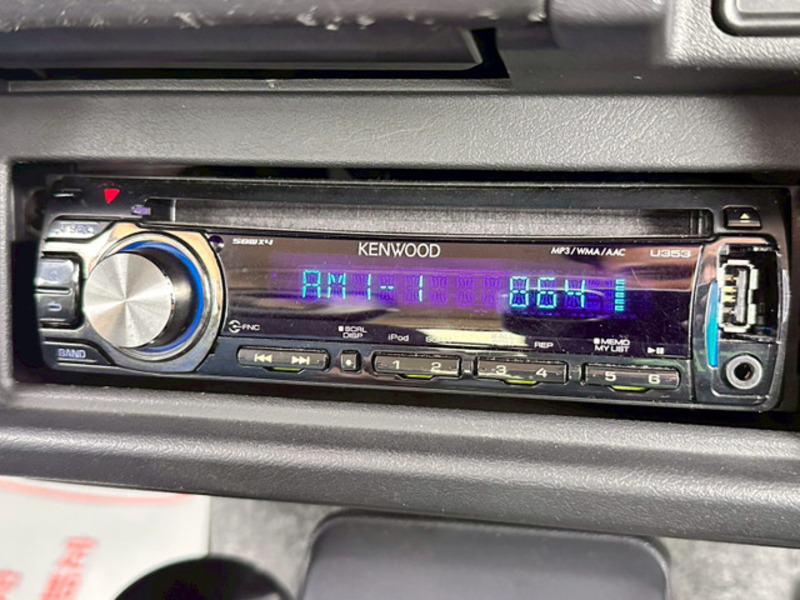 50W×4
KENWOOD
MP3/WMA/AAC
U353
AM1-1 864
FNC
SCRL
DISP
iPod
REP
MEMO
MY LIST
BAND
1 2
3 4
5 6